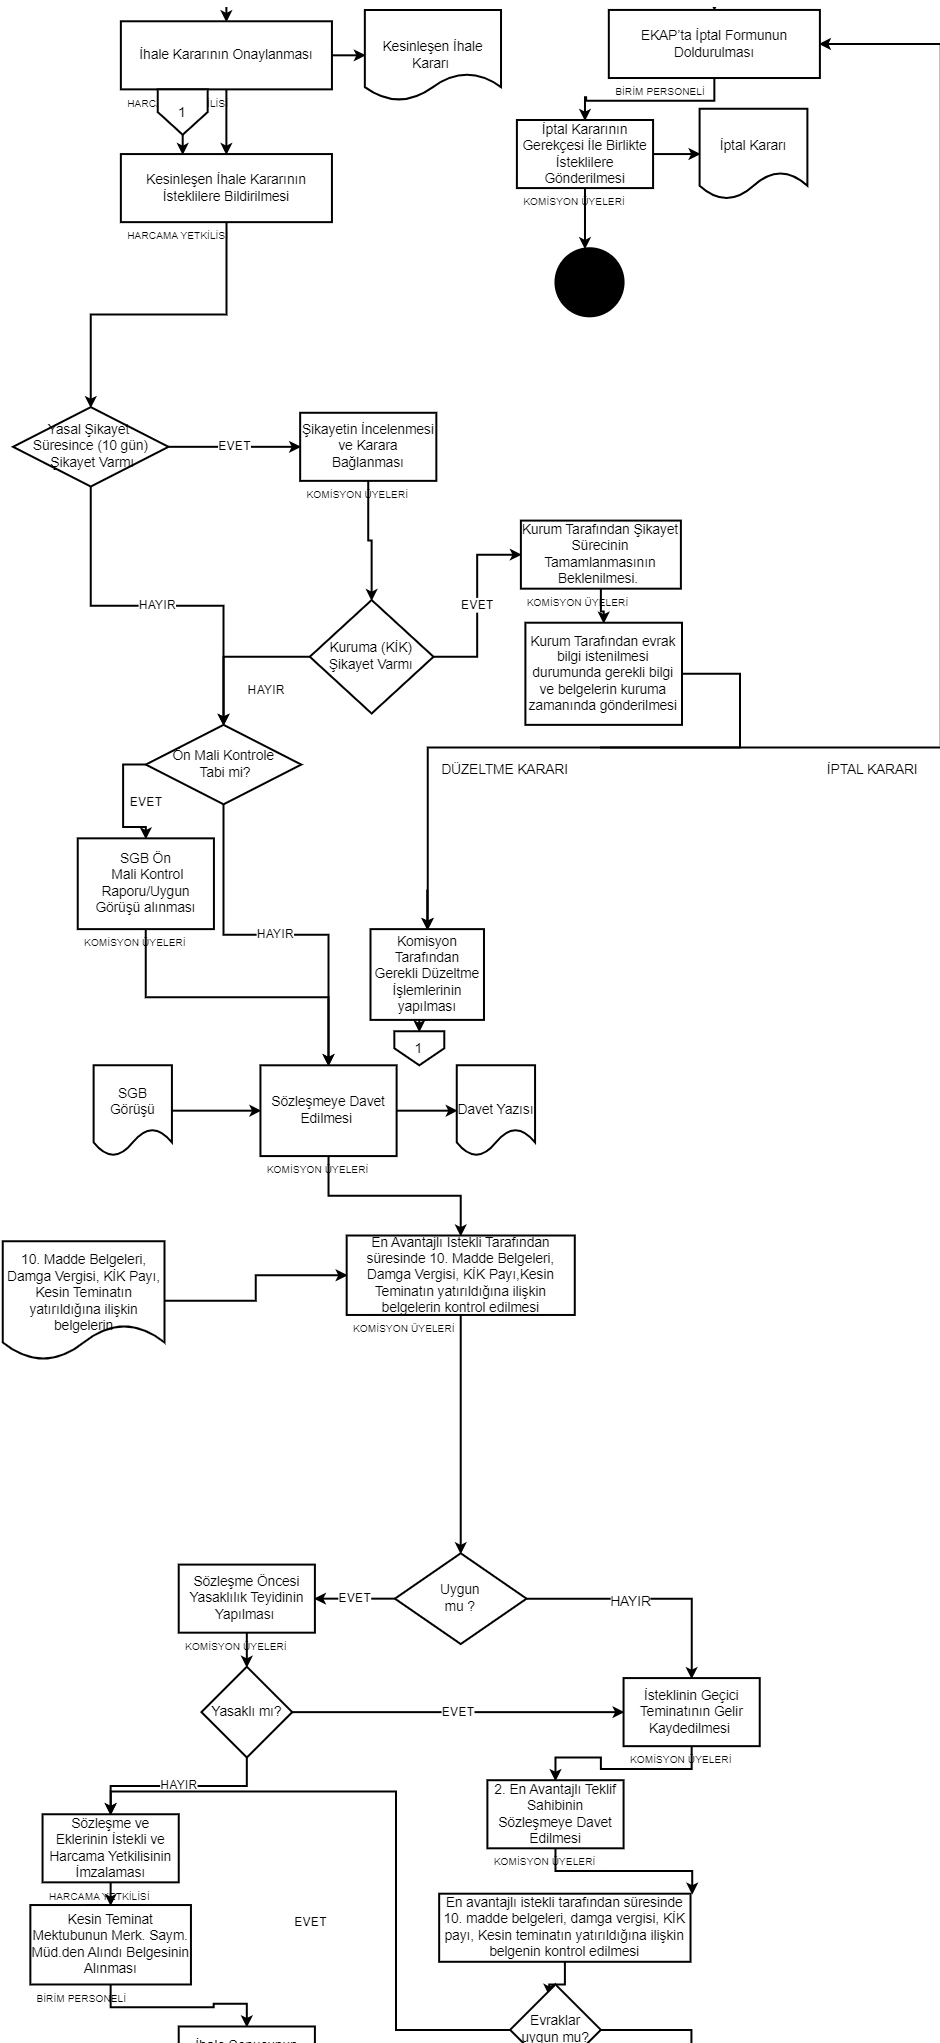 İhale Kararının Onaylanması
Kesinleşen İhale
Kararı
EKAP'ta İptal Formunun
Doldurulması
BİRİM PERSONELİ
1
İptal Kararının
Gerekçesi İle Birlikte
İsteklilere
Gönderilmesi
İptal Kararı
KOMİSYON ÜYELERİ
Kesinleşen İhale Kararının
İsteklilere Bildirilmesi
HARCAMA YETKİLİS
Yasal Şikayet
Süresince (10 gün)
Şikayet Varmı
EVET
Şikayetin İncelenmesi
ve Karara
Bağlanması
KOMİSYON ÜYELERİ
Kurum Tarafından Şikayet
Sürecinin
Tamamlanmasının
Beklenilmesi.
KOMİSYON ÜYELERİ
HAYIR
EVET
Kuruma (KİK)
Şikayet Varmı
HAYIR
Kurum Tarafından evrak
bilgi istenilmesi
durumunda gerekli bilgi
ve belgelerin kuruma
zamanında gönderilmesi
Ön Mali Kontrole
Tabi mi?
DÜZELTME KARARI
İPTAL KARARI
EVET
SGB Ön
Mali Kontrol
Raporu/Uygun
Görüşü alınması
KOMİSYON ÜYELERİ
HAYIR
Komisyon
Tarafından
Gerekli Düzeltme
İşlemlerinin
yapılması
1
SGB
Görüşü
Sözleşmeye Davet
Edilmesi
Davet Yazısı
KOMİSYON ÜYELERİ
10. Madde Belgeleri,
Damga Vergisi, KİK Payı,
Kesin Teminatın
yatırıldığına ilişkin
belgelerin
En Avantajlı İstekli Tarafından
süresinde 10. Madde Belgeleri,
Damga Vergisi, KİK Payı,Kesin
Teminatın yatırıldığına ilişkin
belgelerin kontrol edilmesi
KOMİSYON ÜYELERİ
Sözleşme Öncesi
Yasaklılık Teyidinin
Yapılması
EVET
Uygun
mu ?
HAYIR
KOMİSYON ÜYELERİ
Yasaklı mı?
EVET
İsteklinin Geçici
Teminatının Gelir
Kaydedilmesi
KOMİSYON ÜYELERİ
HAYIR
2. En Avantajlı Teklif
Sahibinin
Sözleşmeye Davet
Edilmesi
KOMİSYON ÜYELERİ
Sözleşme ve
Eklerinin İstekli ve
Harcama Yetkilisinin
İmzalaması
HARCAMA YETKİLİSİ
Kesin Teminat
Mektubunun Merk. Saym.
Müd.den Alındı Belgesinin
Alınması
BİRİM PERSONELİ
EVET
En avantajlı istekli tarafından süresinde
10. madde belgeleri, damga vergisi, KİK
payı, Kesin teminatın yatırıldığına ilişkin
belgenin kontrol edilmesi
Evraklar
uygun mu?